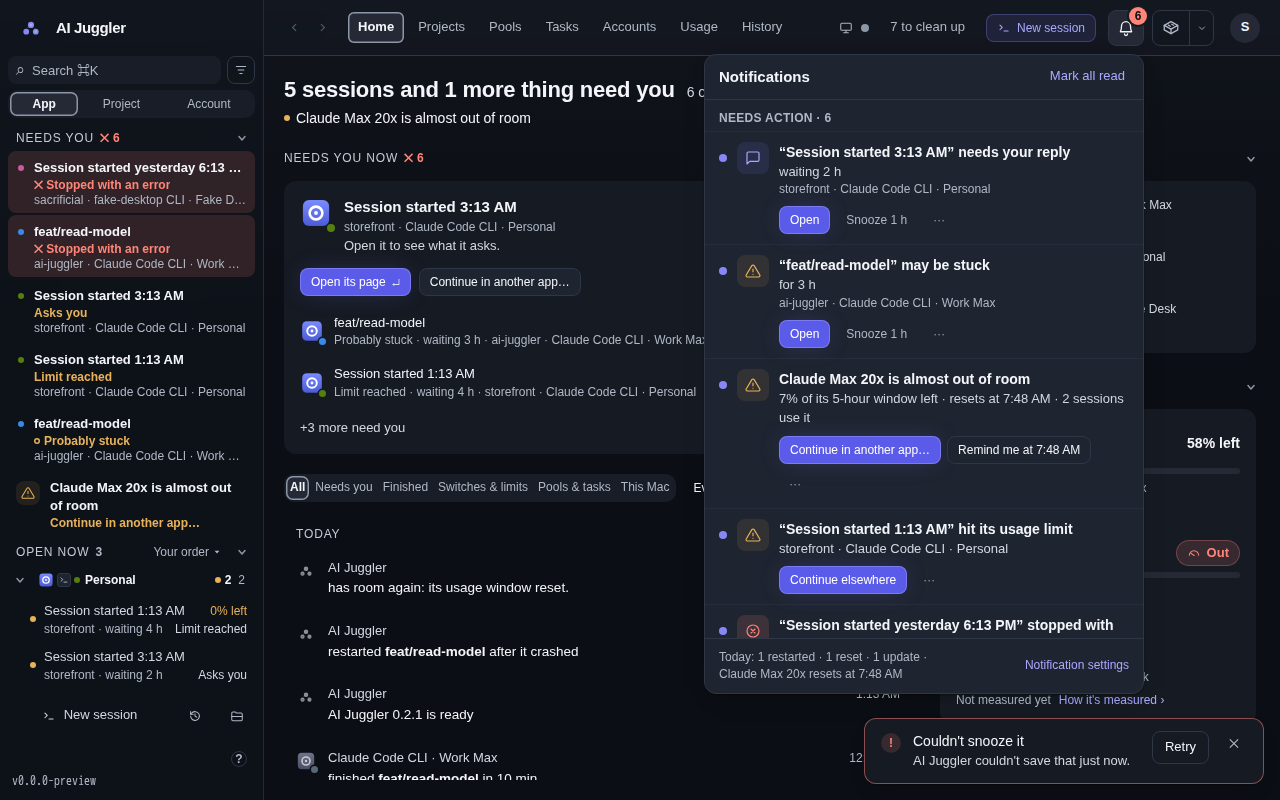 AI Juggler
Search ⌘K
App
Project
Account
NEEDS YOU 6
Session started yesterday 6:13 …
Stopped with an error
sacrificial · fake-desktop CLI · Fake D…
feat/read-model
Stopped with an error
ai-juggler · Claude Code CLI · Work …
Session started 3:13 AM
Asks you
storefront · Claude Code CLI · Personal
Session started 1:13 AM
Limit reached
storefront · Claude Code CLI · Personal
feat/read-model
Probably stuck
ai-juggler · Claude Code CLI · Work …
Claude Max 20x is almost out of room
Continue in another app…
OPEN NOW 3
Your order
Personal
2 2
Session started 1:13 AM
0% left
storefront · waiting 4 h
Limit reached
Session started 3:13 AM
storefront · waiting 2 h
Asks you
New session
?
v0.0.0-preview
Home
Projects
Pools
Tasks
Accounts
Usage
History
7 to clean up
New session
6
S
5 sessions and 1 more thing need you
Claude Max 20x is almost out of room
NEEDS YOU NOW 6
Session started 3:13 AM
storefront · Claude Code CLI · Personal
Open it to see what it asks.
Open its page
Continue in another app…
feat/read-model
Probably stuck · waiting 3 h · ai-juggler · Claude Code CLI · Work Max
Session started 1:13 AM
Limit reached · waiting 4 h · storefront · Claude Code CLI · Personal
+3 more need you
All
Needs you
Finished
Switches & limits
Pools & tasks
This Mac
TODAY
AI Juggler
has room again: its usage window reset.
AI Juggler
restarted feat/read-model after it crashed
AI Juggler
AI Juggler 0.2.1 is ready
1:13 AM
Claude Code CLI · Work Max
finished feat/read-model in 10 min
Notifications
Mark all read
NEEDS ACTION · 6
“Session started 3:13 AM” needs your reply
waiting 2 h
storefront · Claude Code CLI · Personal
Open
Snooze 1 h
···
“feat/read-model” may be stuck
for 3 h
ai-juggler · Claude Code CLI · Work Max
Open
Snooze 1 h
···
Claude Max 20x is almost out of room
7% of its 5-hour window left · resets at 7:48 AM · 2 sessions
use it
Continue in another app…
Remind me at 7:48 AM
···
“Session started 1:13 AM” hit its usage limit
storefront · Claude Code CLI · Personal
Continue elsewhere
···
“Session started yesterday 6:13 PM” stopped with
Today: 1 restarted · 1 reset · 1 update ·
Claude Max 20x resets at 7:48 AM
Notification settings
Max
Desk
58% left
Out
Not measured yet
How it's measured ›
!
Couldn't snooze it
AI Juggler couldn't save that just now.
Retry